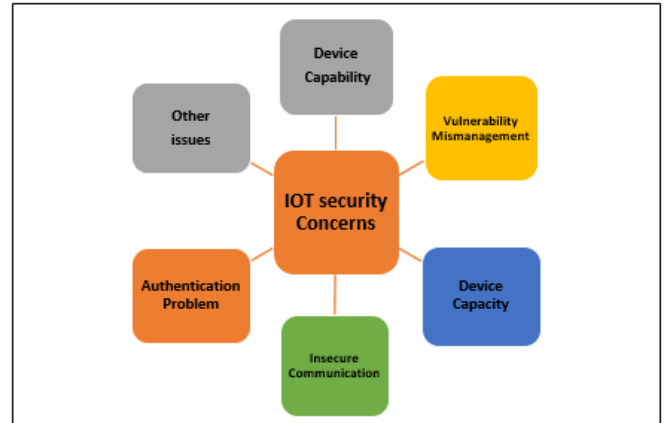 Device
Capability
Other
issues
Vulnerability
Mismanagement
IOT security
Concerns
Authentication
Problem
Device
Capacity
Insecure
Communication